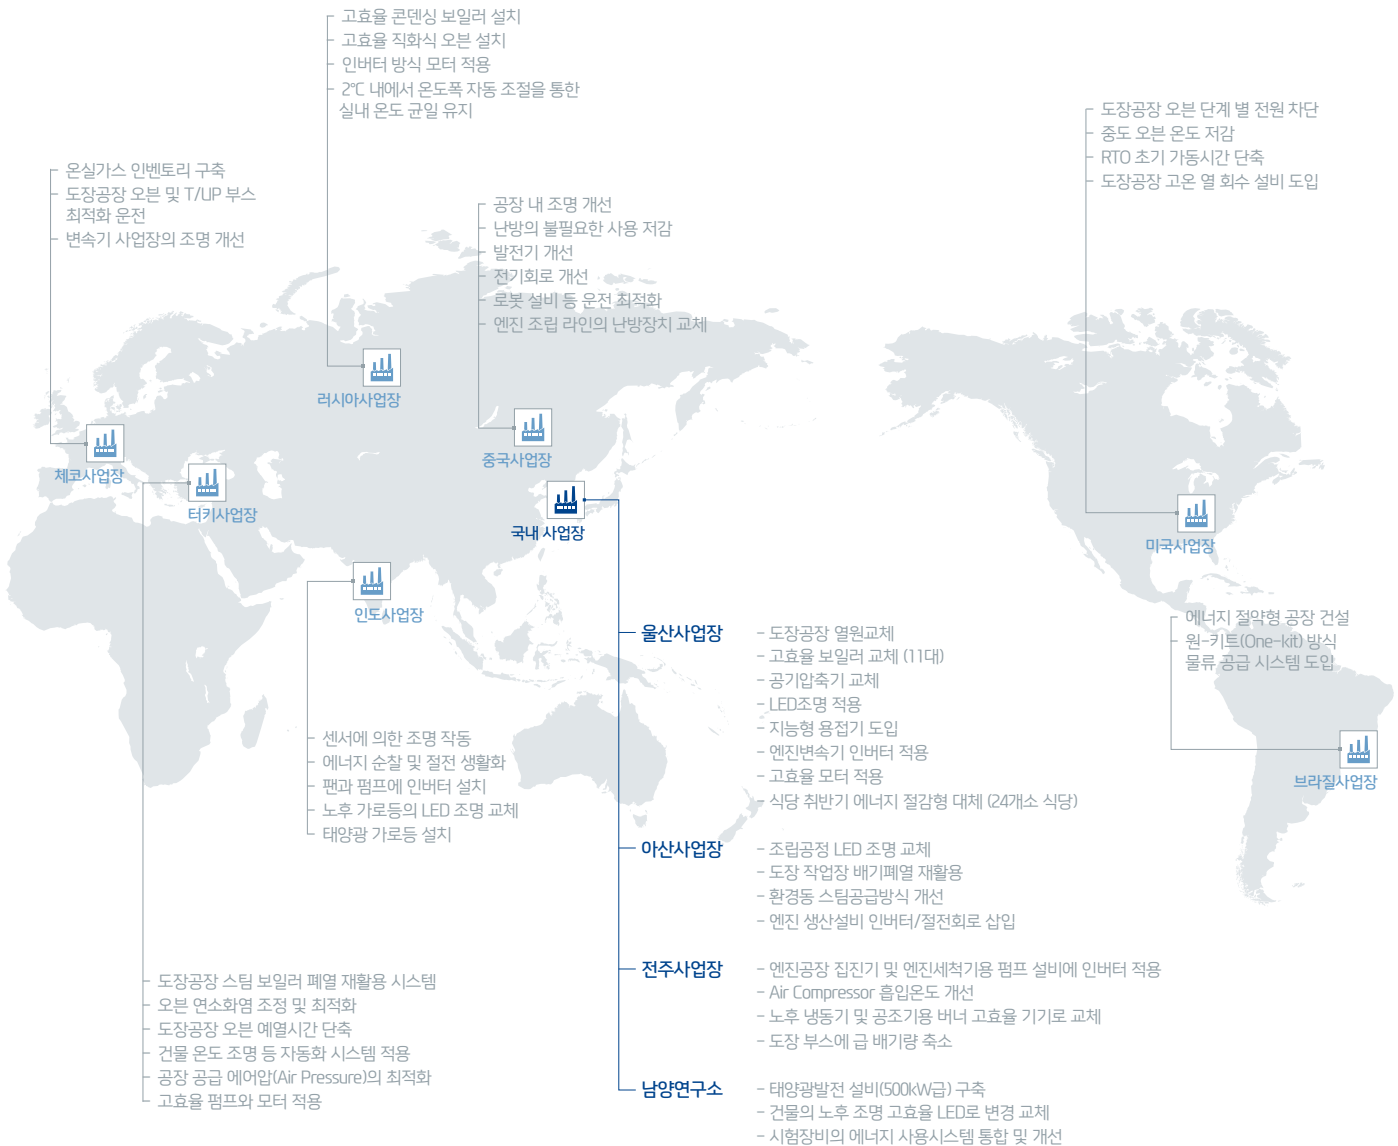 고효율 콘덴싱 보일러 설치
고효율 직화식 오븐 설치
인버터 방식 모터 적용
2℃ 내에서 온도폭 자동 조절을 통한
실내 온도 균일 유지
러시아사업장
온실가스 인벤토리 구축
도장공장 오븐 및 T/UP 부스
최적화 운전
변속기 사업장의 조명 개선
체코사업장
공장 내 조명 개선
난방의 불필요한 사용 저감
발전기 개선
전기회로 개선
로봇 설비 등 운전 최적화
엔진 조립 라인의 난방장치 교체
중국사업장
도장공장 오븐 단계 별 전원 차단
중도 오븐 온도 저감
RTO 초기 가동시간 단축
도장공장 고온 열 회수 설비 도입
미국사업장
터키사업장
도장공장 스팀 보일러 폐열 재활용 시스템
오븐 연소화염 조정 및 최적화
도장공장 오븐 예열시간 단축
건물 온도 조명 등 자동화 시스템 적용
공장 공급 에어압(Air Pressure)의 최적화
고효율 펌프와 모터 적용
인도사업장
센서에 의한 조명 작동
에너지 순찰 및 절전 생활화
팬과 펌프에 인버터 설치
노후 가로등의 LED 조명 교체
태양광 가로등 설치
에너지 절약형 공장 건설
원-키트(One-kit) 방식
물류 공급 시스템 도입
브라질사업장
국내 사업장
울산사업장
- 도장공장 열원교체
- 고효율 보일러 교체 (11대)
- 공기압축기 교체
- LED조명 적용
- 지능형 용접기 도입
- 엔진변속기 인버터 적용
- 고효율 모터 적용
- 식당 취반기 에너지 절감형 대체 (24개소 식당)
아산사업장
- 조립공정 LED 조명 교체
- 도장 작업장 배기폐열 재활용
- 환경동 스팀공급방식 개선
- 엔진 생산설비 인버터/절전회로 삽입
전주사업장
- 엔진공장 집진기 및 엔진세척기용 펌프 설비에 인버터 적용
- Air Compressor 흡입온도 개선
- 노후 냉동기 및 공조기용 버너 고효율 기기로 교체
- 도장 부스에 급 배기량 축소
남양연구소
- 태양광발전 설비(500kW급) 구축
- 건물의 노후 조명 고효율 LED로 변경 교체
- 시험장비의 에너지 사용시스템 통합 및 개선